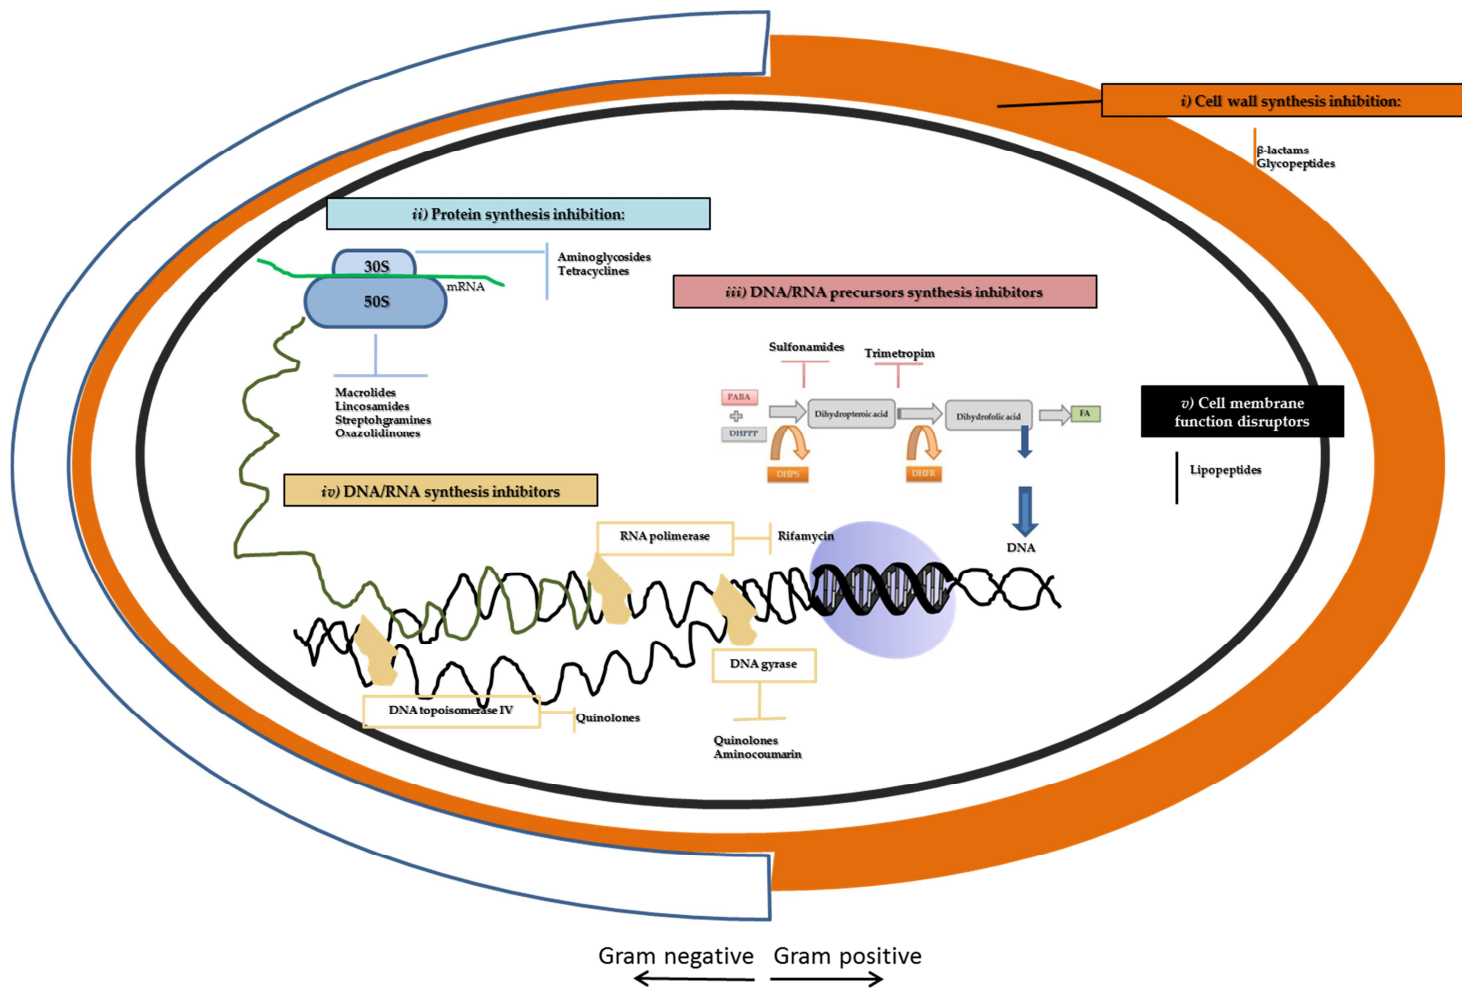 i) Cell wall synthesis inhibition:
β-lactams
Glycopeptides
ii) Protein synthesis inhibition:
30S
mRNA
50S
Aminoglycosides
Tetracyclines
Macrolides
Lincosamides
Streptohgramines
Oxazolidinones
iii) DNA/RNA precursors synthesis inhibitors
Sulfonamides
Trimetropim
PABA
DHPPP
Dihydropteroic acid
Dihydrofolic acid
FA
DHPS
DHFR
DNA
v) Cell membrane
function disruptors
Lipopeptides
iv) DNA/RNA synthesis inhibitors
RNA polimerase
Rifamycin
DNA gyrase
Quinolones
Aminocoumarin
DNA topoisomerase IV
Quinolones
Gram negative
Gram positive